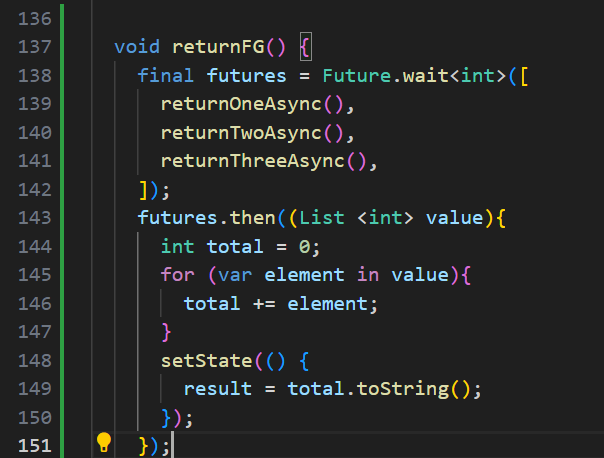 136
137 void returnFG() {
138 final futures = Future.wait<int>([
139 returnOneAsync(),
140 returnTwoAsync(),
141 returnThreeAsync(),
142 ]);
143 futures.then((List <int> value){
144 int total = 0;
145 for (var element in value){
146 total += element;
147 }
148 setState(() {
149 result = total.toString();
150 });
151 });